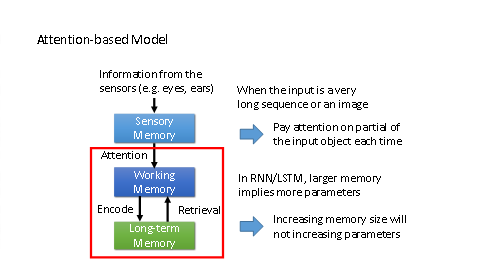 Attention-based Model
Information from the
sensors (e.g. eyes, ears)
Sensory
Memory
Attention
Working
Memory
Encode
Retrieval
Long-term
Memory
When the input is a very
long sequence or an image
Pay attention on partial of
the input object each time
In RNN/LSTM, larger memory
implies more parameters
Increasing memory size will
not increasing parameters